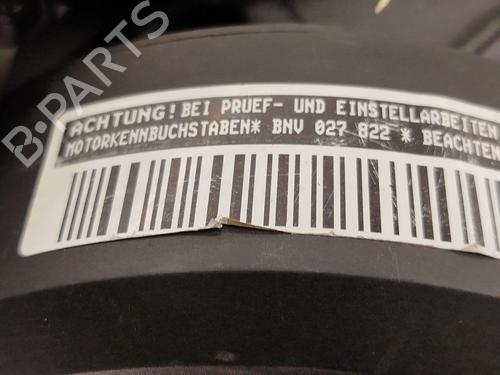 B-PARTS
ACHTUNG! BEI PRUEF- UND EINSTELLARBEITEN
MOTORKENNBUCHSTABEN* BNV 027 822 * BEACHTEN